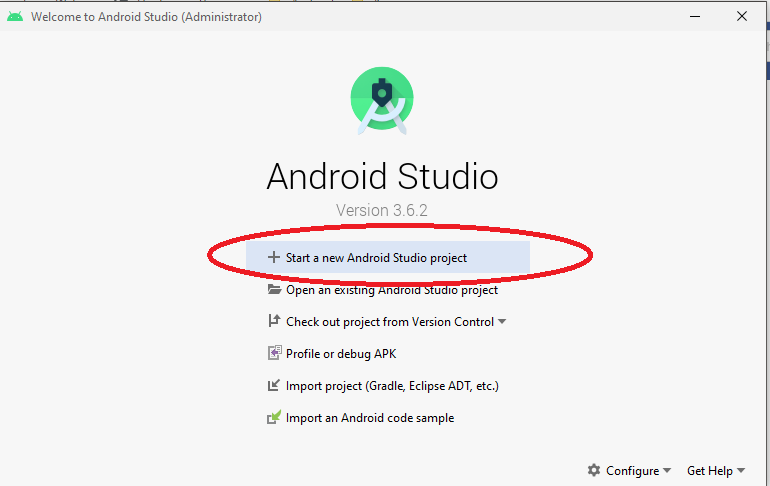 Welcome to Android Studio (Administrator)
Android Studio
Version 3.6.2
Start a new Android Studio project
Open an existing Android Studio project
Check out project from Version Control
Profile or debug APK
Import project (Gradle, Eclipse ADT, etc.)
Import an Android code sample
Configure Get Help